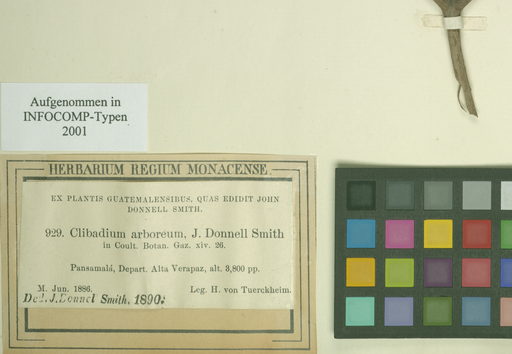 Aufgenommen in
INFOCOMP-Typen
2001
HERBARIUM REGIUM MONACENSE.
EX PLANTIS GUATEMALENSIBUS, QUAS EDIDIT JOHN
DONNELL SMITH.
929. Clibadium arboreum, J. Donnell Smith
in Coult. Botan. Gaz. xiv. 26.
Pansamalá, Depart. Alta Verapaz, alt. 3,800 pp.
M. Jun. 1886. Leg. H. von Tuerckheim.
Ded. J. Donnel Smith, 1890.